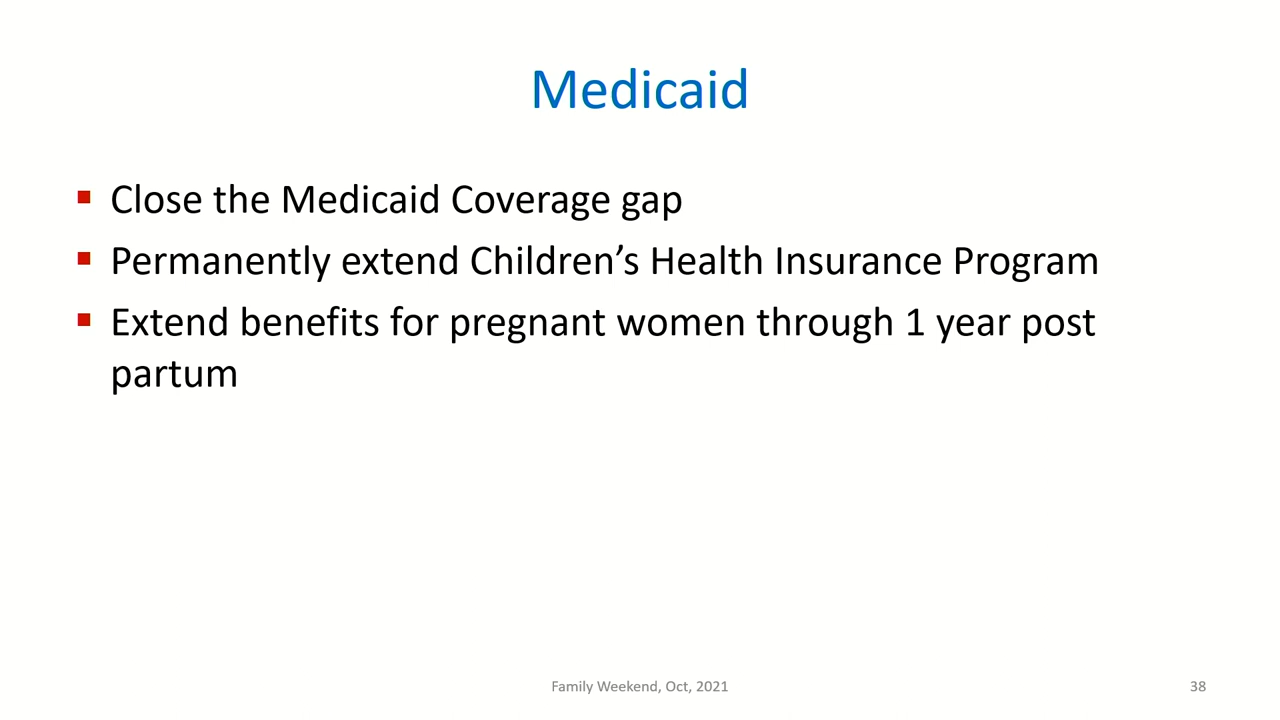 Medicaid
▪ Close the Medicaid Coverage gap
▪ Permanently extend Children’s Health Insurance Program
▪ Extend benefits for pregnant women through 1 year post
partum
Family Weekend, Oct, 2021
38